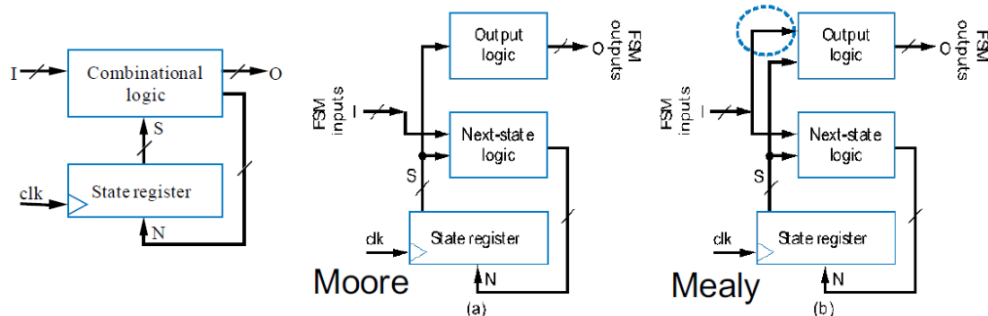 I
Combinational
logic
O
S
clk
State register
N
Output
logic
O
FSM
outputs
FSM
inputs
I
Next-state
logic
S
clk
State register
N
Moore
(a)
Output
logic
O
FSM
outputs
FSM
inputs
I
Next-state
logic
S
clk
State register
N
Mealy
(b)